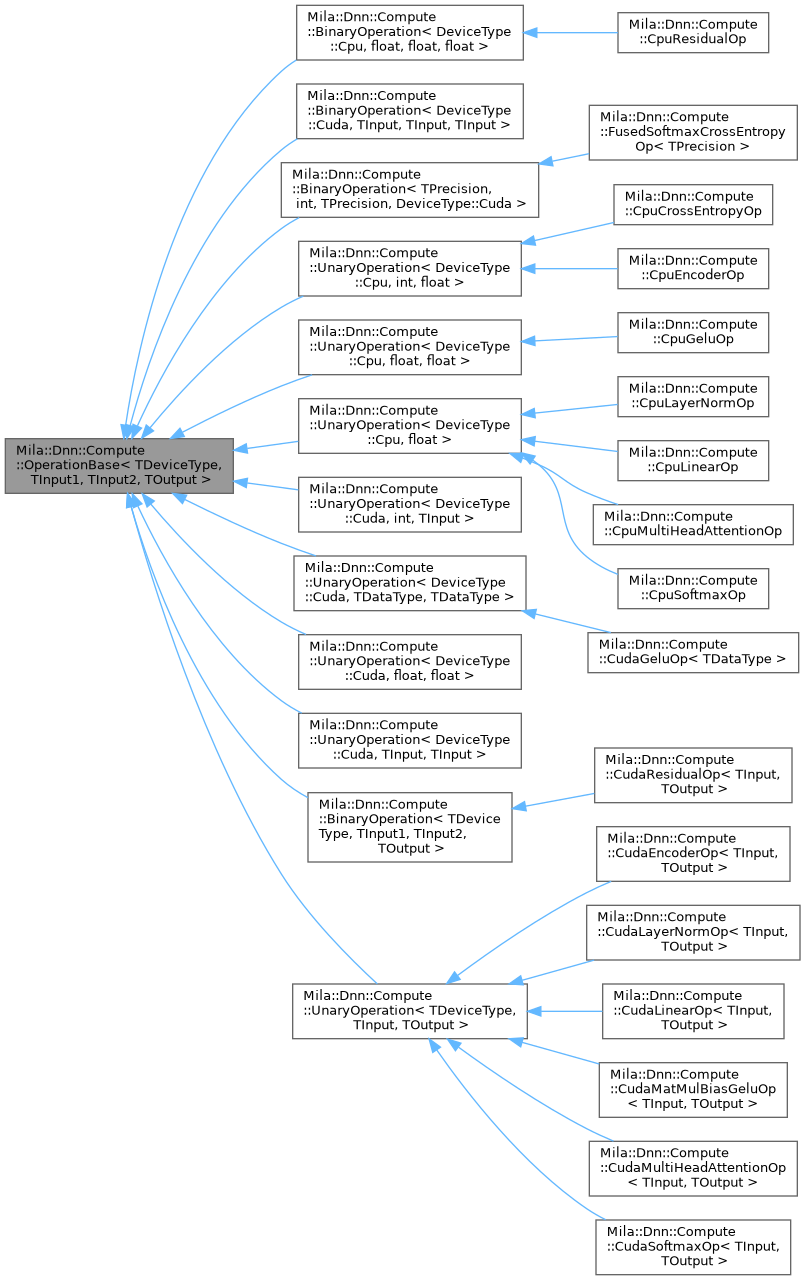 Mila::Dnn::Compute
::BinaryOperation< DeviceType
::Cpu, float, float, float >
Mila::Dnn::Compute
::CpuResidualOp
Mila::Dnn::Compute
::BinaryOperation< DeviceType
::Cuda, TInput, TInput, TInput >
Mila::Dnn::Compute
::FusedSoftmaxCrossEntropy
Op< TPrecision >
Mila::Dnn::Compute
::BinaryOperation< TPrecision,
int, TPrecision, DeviceType::Cuda >
Mila::Dnn::Compute
::CpuCrossEntropyOp
Mila::Dnn::Compute
::UnaryOperation< DeviceType
::Cpu, int, float >
Mila::Dnn::Compute
::CpuEncoderOp
Mila::Dnn::Compute
::UnaryOperation< DeviceType
::Cpu, float, float >
Mila::Dnn::Compute
::CpuGeluOp
Mila::Dnn::Compute
::UnaryOperation< DeviceType
::Cpu, float >
Mila::Dnn::Compute
::CpuLayerNormOp
Mila::Dnn::Compute
::OperationBase< TDeviceType,
TInput1, TInput2, TOutput >
Mila::Dnn::Compute
::CpuLinearOp
Mila::Dnn::Compute
::UnaryOperation< DeviceType
::Cuda, int, TInput >
Mila::Dnn::Compute
::CpuMultiHeadAttentionOp
Mila::Dnn::Compute
::UnaryOperation< DeviceType
::Cuda, TDataType, TDataType >
Mila::Dnn::Compute
::CpuSoftmaxOp
Mila::Dnn::Compute
::UnaryOperation< DeviceType
::Cuda, float, float >
Mila::Dnn::Compute
::CudaGeluOp< TDataType >
Mila::Dnn::Compute
::UnaryOperation< DeviceType
::Cuda, TInput, TInput >
Mila::Dnn::Compute
::CudaResidualOp< TInput,
TOutput >
Mila::Dnn::Compute
::BinaryOperation< TDevice
Type, TInput1, TInput2,
TOutput >
Mila::Dnn::Compute
::CudaEncoderOp< TInput,
TOutput >
Mila::Dnn::Compute
::CudaLayerNormOp< TInput,
TOutput >
Mila::Dnn::Compute
::UnaryOperation< TDeviceType,
TInput, TOutput >
Mila::Dnn::Compute
::CudaLinearOp< TInput,
TOutput >
Mila::Dnn::Compute
::CudaMatMulBiasGeluOp
< TInput, TOutput >
Mila::Dnn::Compute
::CudaMultiHeadAttentionOp
< TInput, TOutput >
Mila::Dnn::Compute
::CudaSoftmaxOp< TInput,
TOutput >